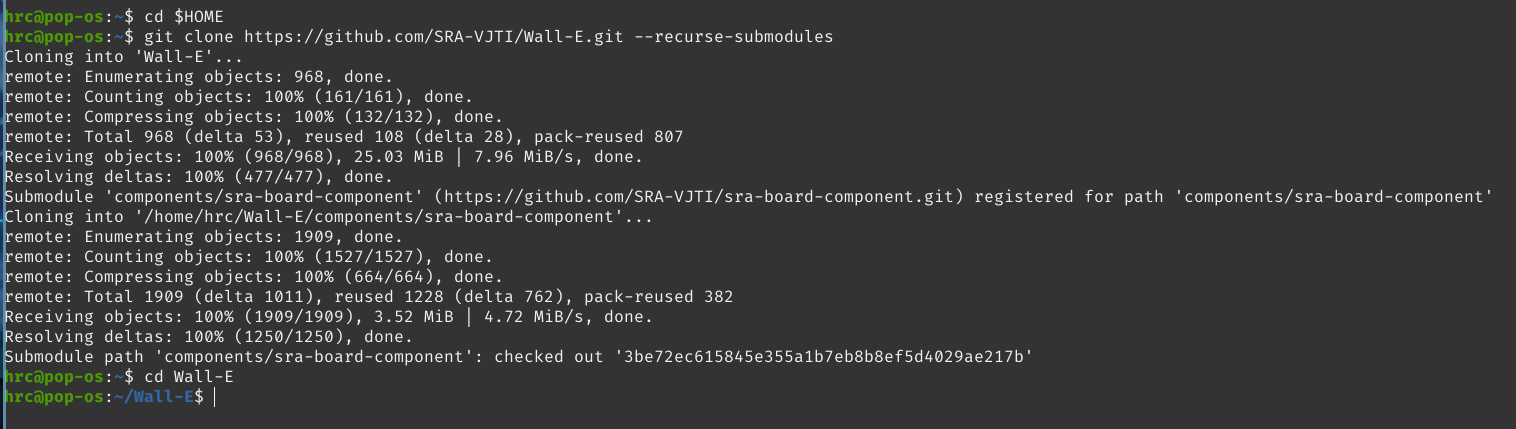 hrc@pop-os:~$ cd $HOME
hrc@pop-os:~$ git clone https://github.com/SRA-VJTI/Wall-E.git --recurse-submodules
Cloning into 'Wall-E'...
remote: Enumerating objects: 968, done.
remote: Counting objects: 100% (161/161), done.
remote: Compressing objects: 100% (132/132), done.
remote: Total 968 (delta 53), reused 108 (delta 28), pack-reused 807
Receiving objects: 100% (968/968), 25.03 MiB | 7.96 MiB/s, done.
Resolving deltas: 100% (477/477), done.
Submodule 'components/sra-board-component' (https://github.com/SRA-VJTI/sra-board-component.git) registered for path 'components/sra-board-component'
Cloning into '/home/hrc/Wall-E/components/sra-board-component'...
remote: Enumerating objects: 1909, done.
remote: Counting objects: 100% (1527/1527), done.
remote: Compressing objects: 100% (664/664), done.
remote: Total 1909 (delta 1011), reused 1228 (delta 762), pack-reused 382
Receiving objects: 100% (1909/1909), 3.52 MiB | 4.72 MiB/s, done.
Resolving deltas: 100% (1250/1250), done.
Submodule path 'components/sra-board-component': checked out '3be72ec615845e355a1b7eb8b8ef5d4029ae217b'
hrc@pop-os:~$ cd Wall-E
hrc@pop-os:~/Wall-E$